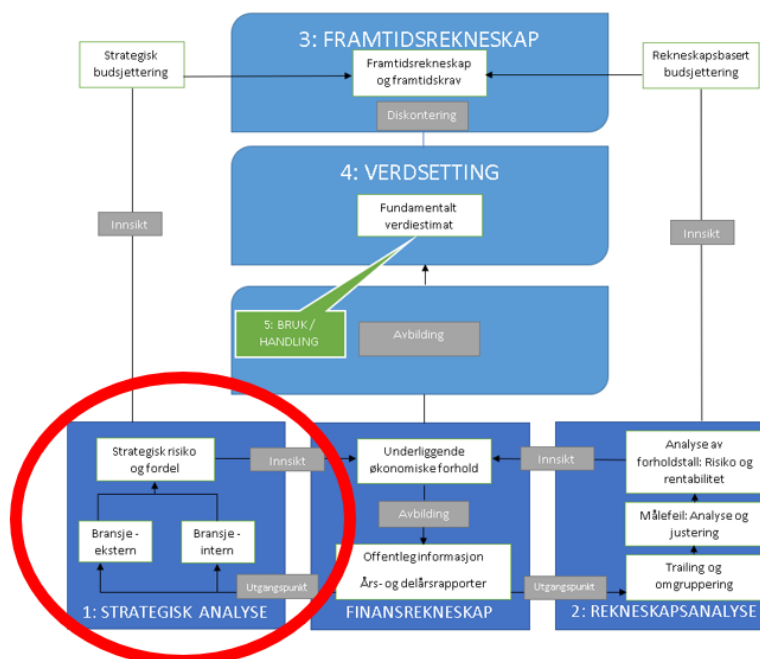 3: FRAMTIDSREKNESKAP
Strategisk
budsjettering
Framtidsrekneskap
og framtidskrav
Rekneskapsbasert
budsjettering
Diskontering
4: VERDSETTING
Fundamentalt
verdiestimat
Innsikt
Innsikt
5: BRUK /
HANDLING
Avbilding
Strategisk risiko
og fordel
Innsikt
Underliggende
økonomiske forhold
Innsikt
Analyse av
forholdstall: Risiko og
rentabilitet
Bransje-
ekstern
Bransje-
intern
Avbilding
Målefeil: Analyse og
justering
Offentleg informasjon
Års- og delårsrapporter
Trailing og
omgruppering
Utgangspunkt
Utgangspunkt
1: STRATEGISK ANALYSE
FINANSREKNESKAP
2: REKNESKAPSANALYSE